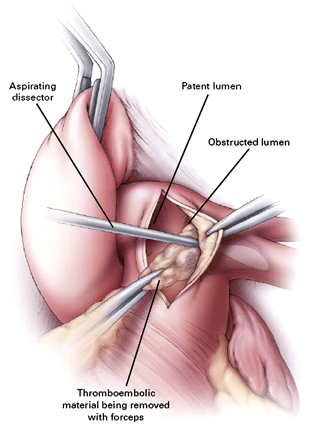 Aspirating
dissector
Patent lumen
Obstructed lumen
Thromboembolic
material being removed
with forceps